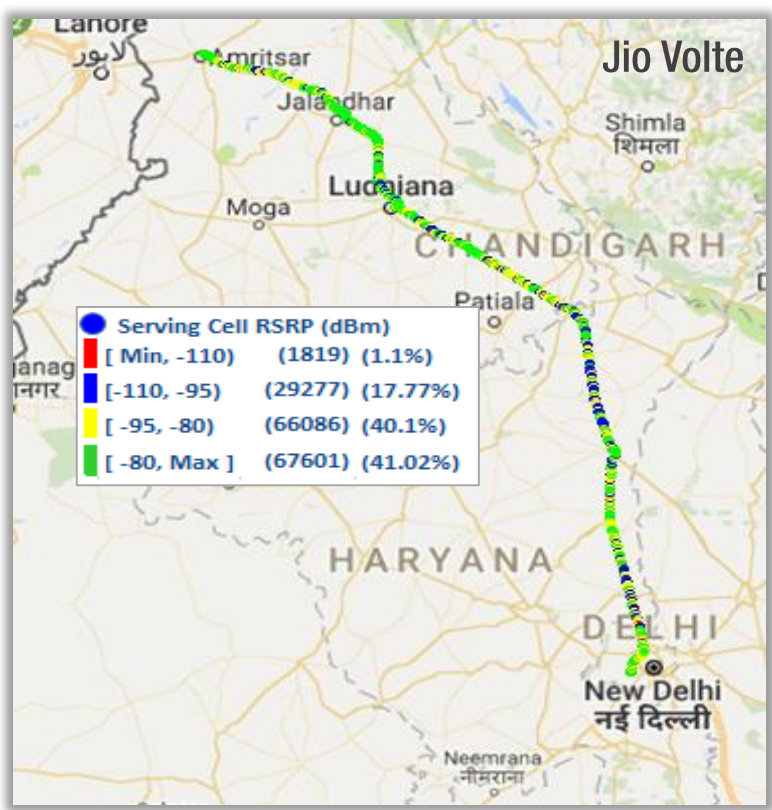 Lahore
لاہور
Jio Volte
Amritsar
Jalandhar
Shimla
शिमला
Ludhiana
Moga
CHANDIGARH
Patiala
Serving Cell RSRP (dBm)
[ Min, -110) (1819) (1.1%)
[-110, -95) (29277) (17.77%)
[ -95, -80) (66086) (40.1%)
[ -80, Max ] (67601) (41.02%)
anag
नगर
HARYANA
DELHI
New Delhi
नई दिल्ली
Neemrana
नीमराना